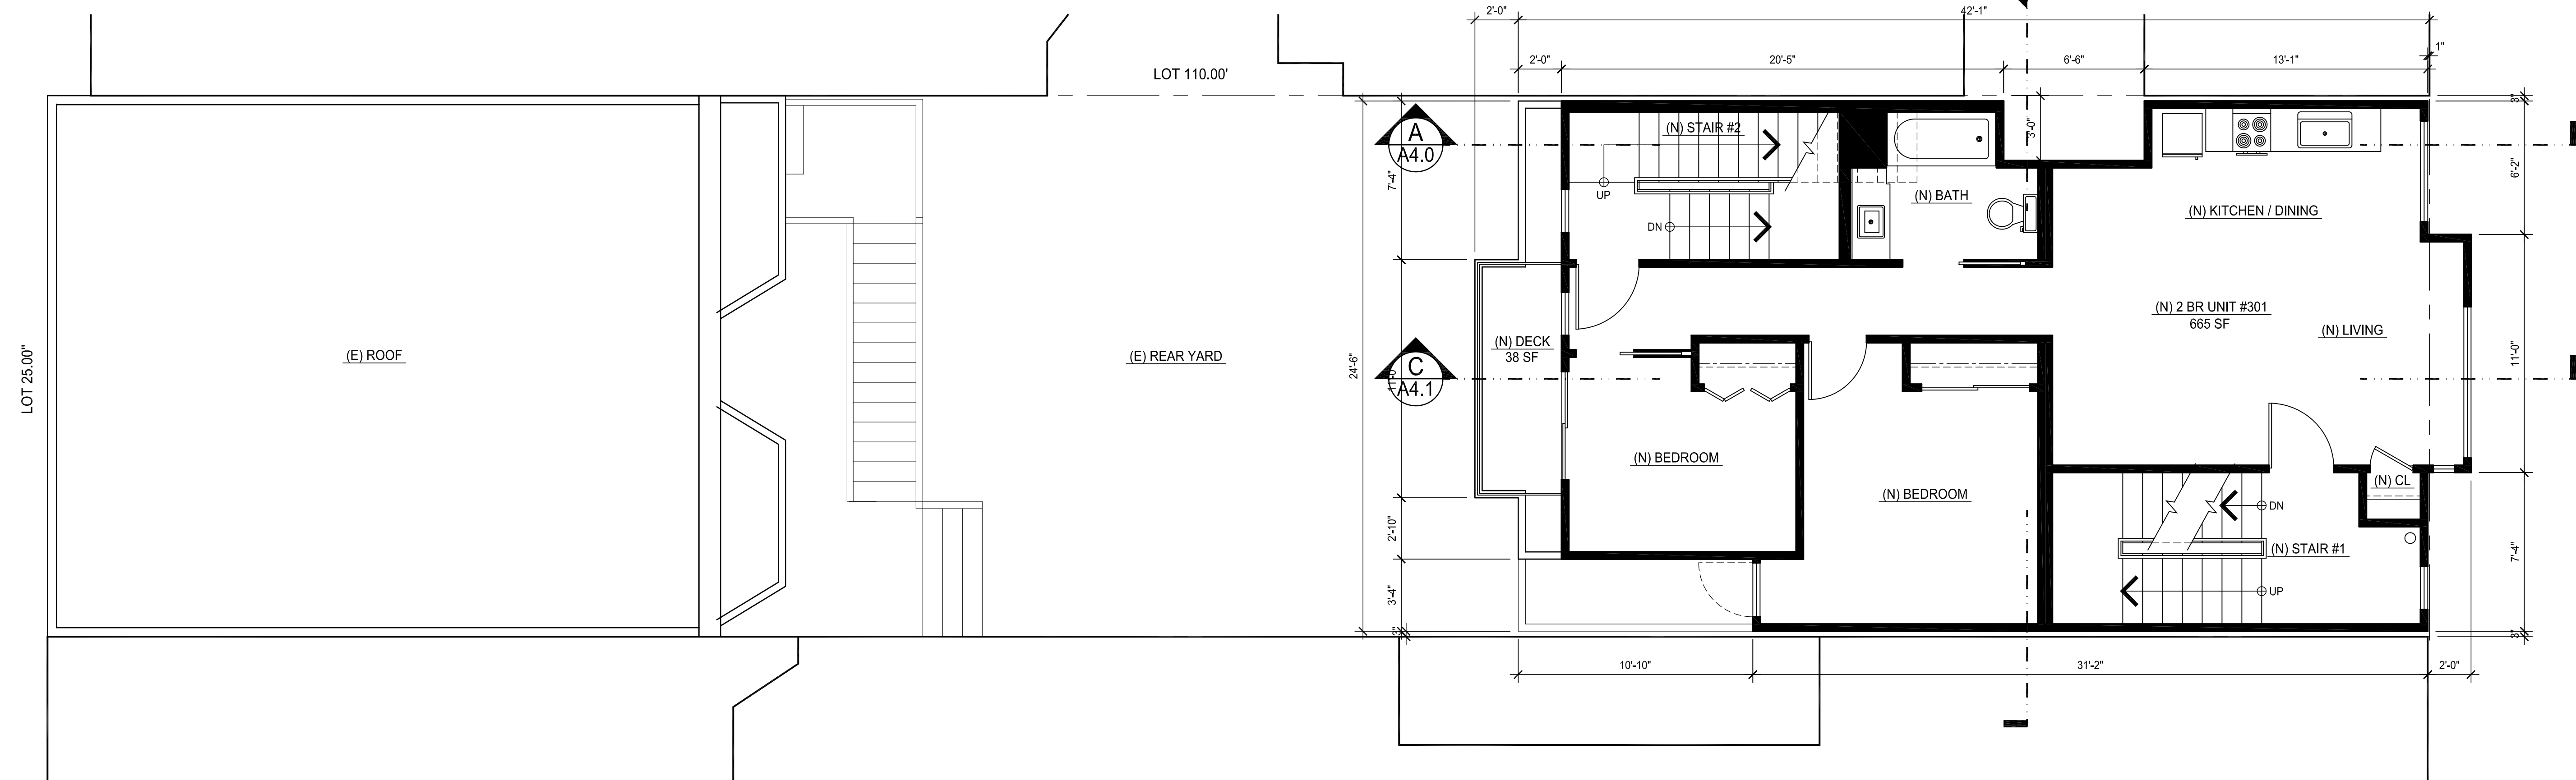 2'-0"
42'-1"
1"
2'-0"
20'-5"
6'-6"
13'-1"
LOT 110.00'
3"
A
A4.0
(N) STAIR #2
3'-0"
7'-4"
UP
(N) BATH
6'-2"
(N) KITCHEN / DINING
DN
(N) 2 BR UNIT #301
665 SF
(N) LIVING
LOT 25.00"
(E) ROOF
(E) REAR YARD
24'-6"
C
A4.1
(N) DECK
38 SF
11'-0"
(N) BEDROOM
(N) BEDROOM
(N) CL
DN
2'-10"
(N) STAIR #1
7'-4"
3'-4"
UP
3"
3"
10'-10"
31'-2"
2'-0"